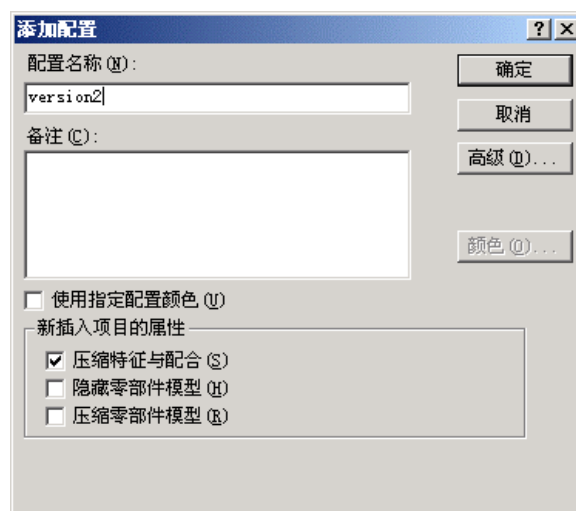 添加配置
配置名称(N):
确定
version2
取消
备注(C):
高级(D)...
颜色(O)...
使用指定配置颜色(U)
新插入项目的属性
压缩特征与配合(S)
隐藏零部件模型(H)
压缩零部件模型(R)